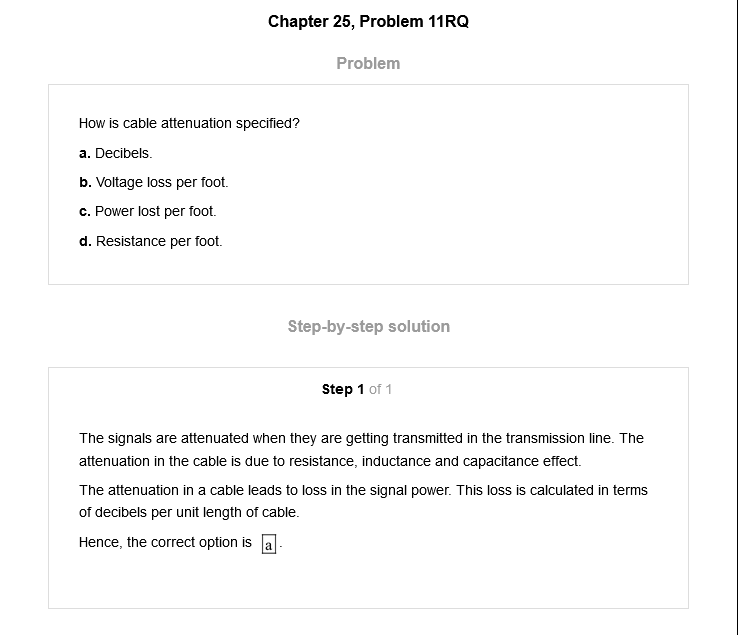 Chapter 25, Problem 11RQ
Problem
How is cable attenuation specified?
a. Decibels.
b. Voltage loss per foot.
c. Power lost per foot.
d. Resistance per foot.
Step-by-step solution
Step 1 of 1
The signals are attenuated when they are getting transmitted in the transmission line. The
attenuation in the cable is due to resistance, inductance and capacitance effect.
The attenuation in a cable leads to loss in the signal power. This loss is calculated in terms
of decibels per unit length of cable.
Hence, the correct option is a.